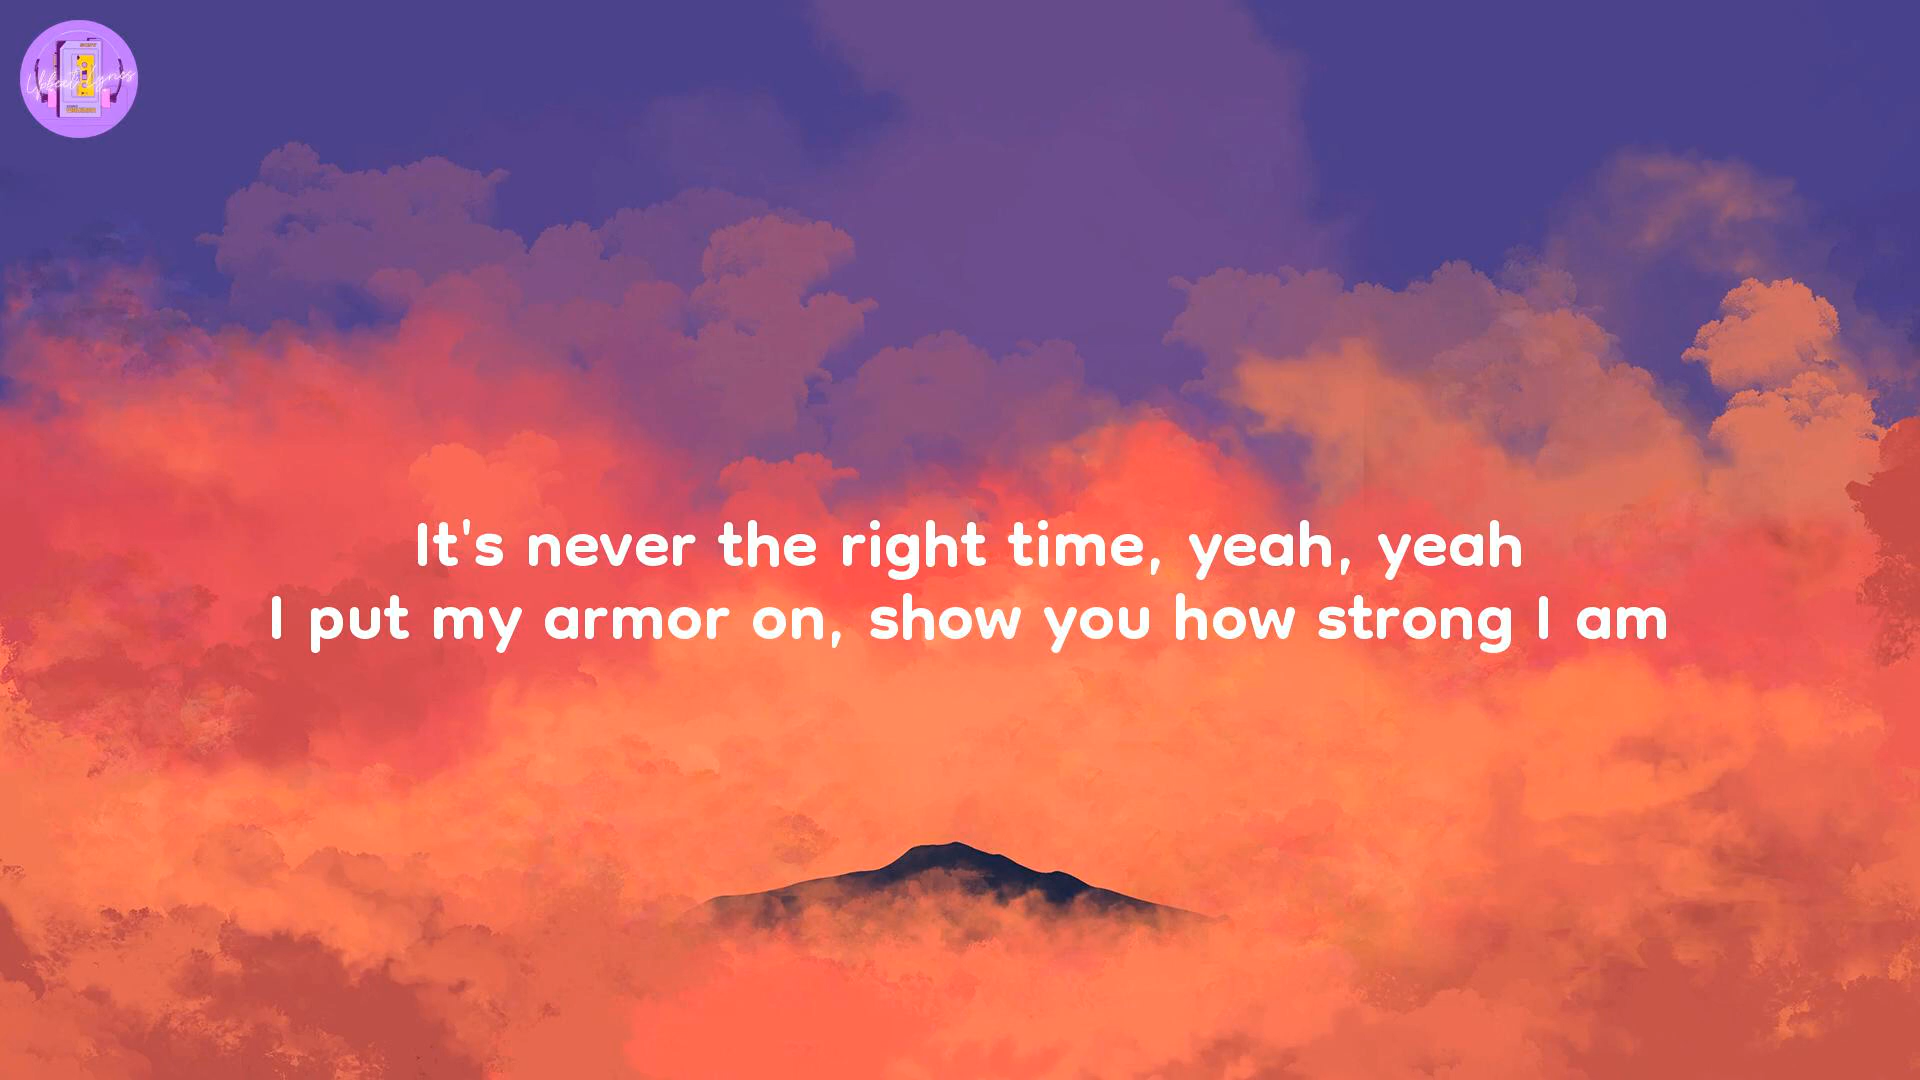 It's never the right time, yeah, yeah
I put my armor on, show you how strong I am